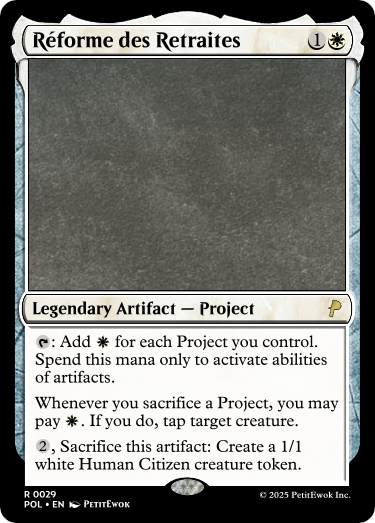 Réforme des Retraites 1
Legendary Artifact — Project
: Add for each Project you control.
Spend this mana only to activate abilities
of artifacts.
Whenever you sacrifice a Project, you may
pay . If you do, tap target creature.
2, Sacrifice this artifact: Create a 1/1
white Human Citizen creature token.
R 0029
POL • EN PetitEwok
© 2025 PetitEwok Inc.